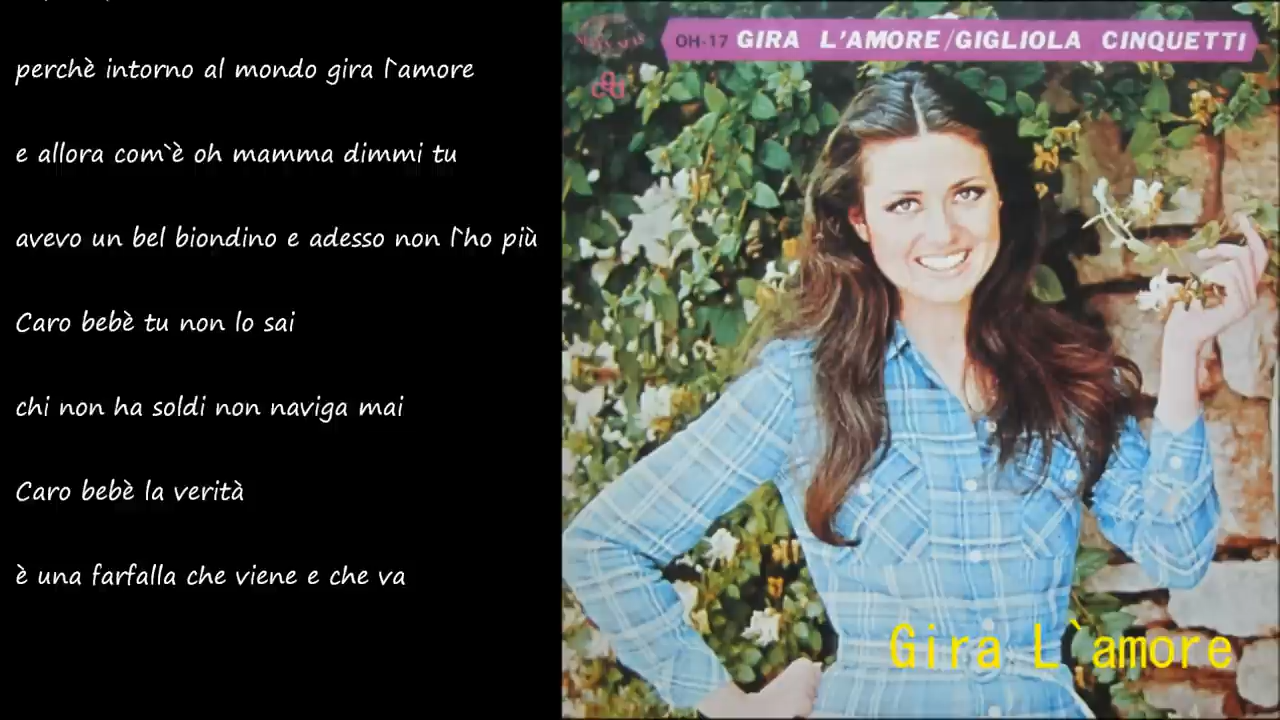 perchè intorno al mondo gira l`amore
e allora com`è oh mamma dimmi tu
avevo un bel biondino e adesso non l`ho più
Caro bebè tu non lo sai
chi non ha soldi non naviga mai
Caro bebè la verità
è una farfalla che viene e che va
OH-17 GIRA L'AMORE/GIGLIOLA CINQUETTI
Gira L`amore